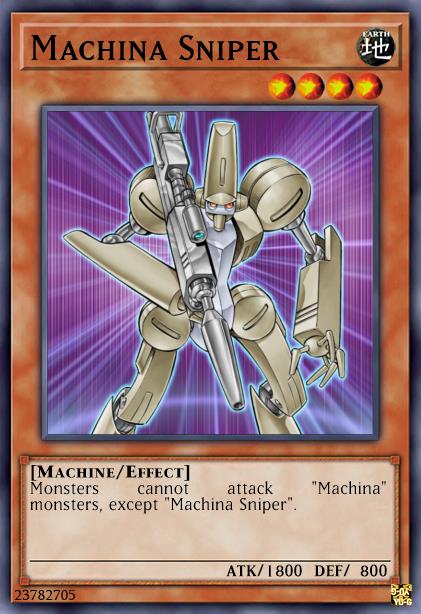 Machina Sniper
EARTH
地
[Machine/Effect]
Monsters cannot attack "Machina"
monsters, except "Machina Sniper".
ATK/1800 DEF/ 800
23782705